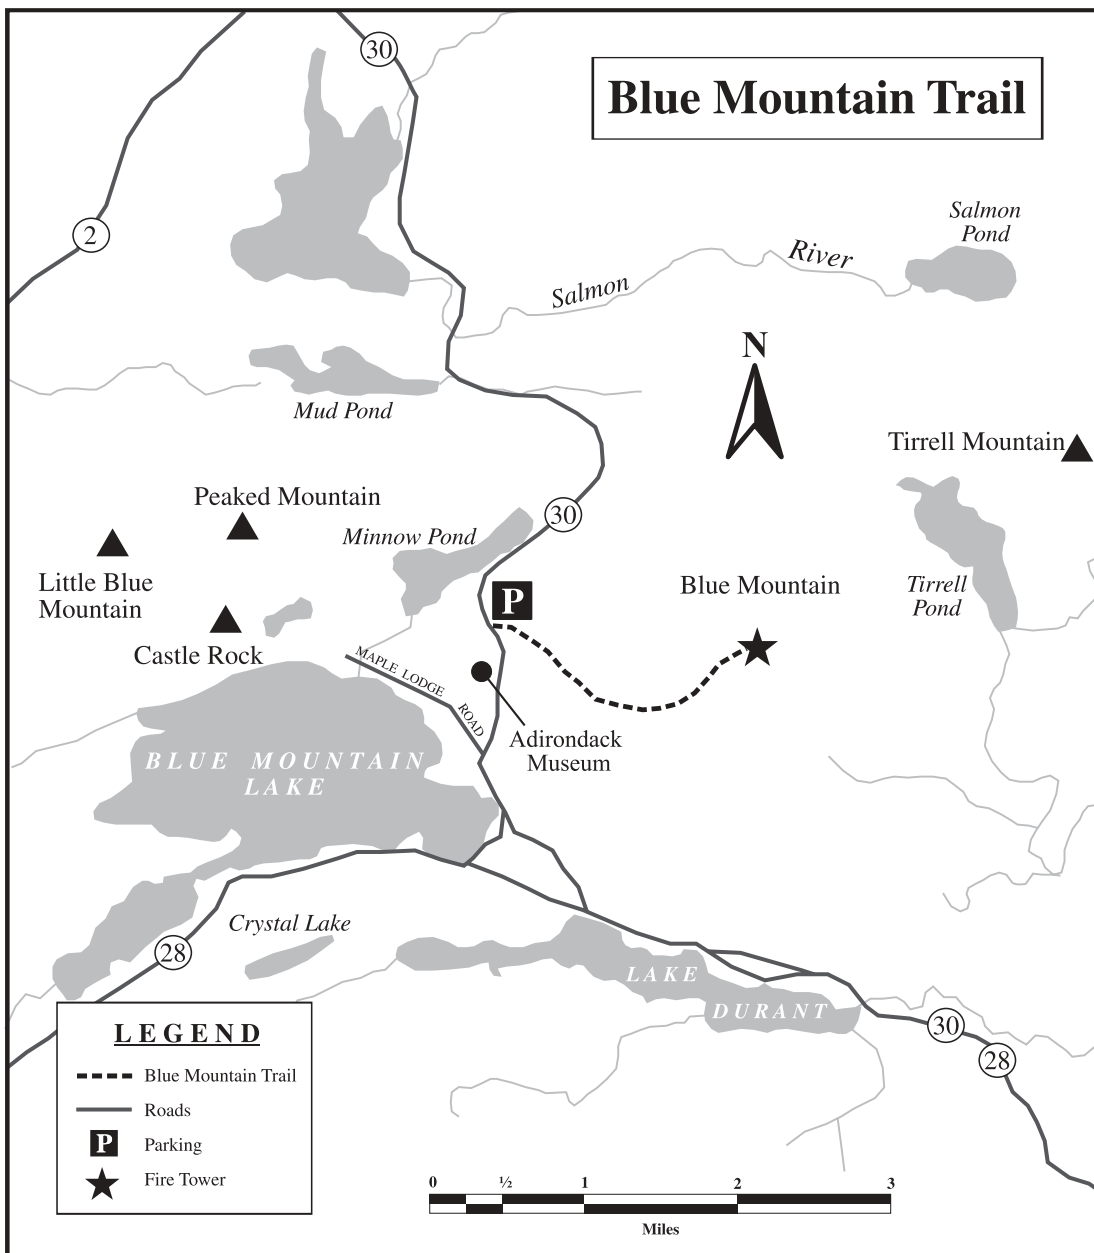 30
Blue Mountain Trail
2
Salmon
Pond
Salmon
River
N
Mud Pond
Tirrell Mountain
Peaked Mountain
30
Minnow Pond
Little Blue
Mountain
P
Blue Mountain
Tirrell
Pond
Castle Rock
MAPLE LODGE
ROAD
Adirondack
Museum
BLUE MOUNTAIN
LAKE
Crystal Lake
28
LAKE
DURANT
30
28
LEGEND
Blue Mountain Trail
Roads
P Parking
Fire Tower
0 ½ 1 2 3
Miles